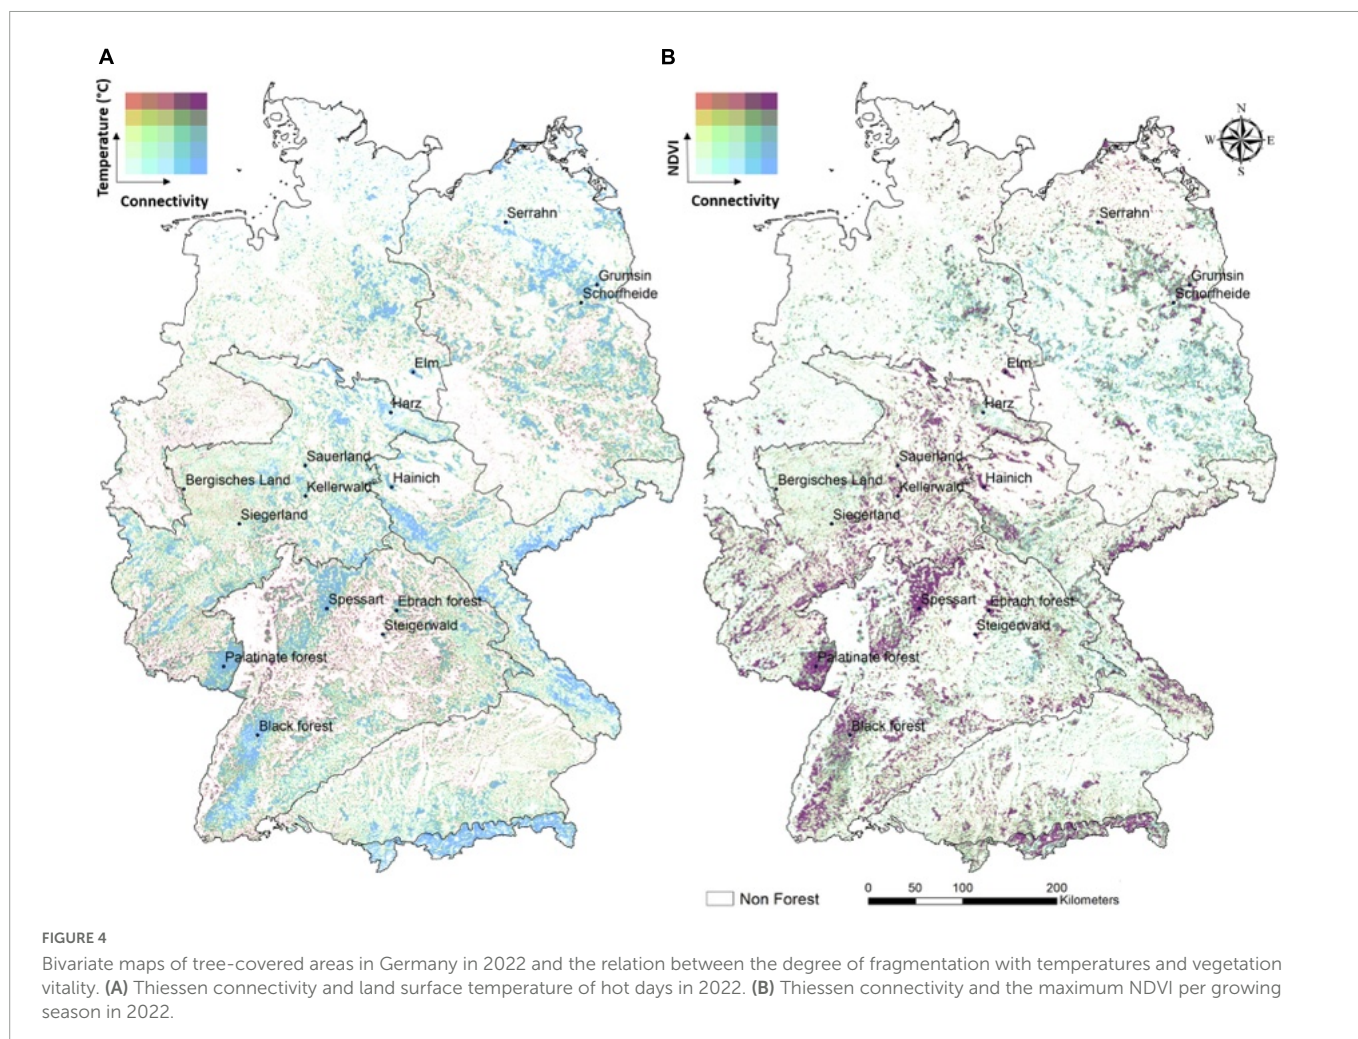 A
Temperature (°C)
Connectivity
Serrahn
Grumsin
Schorfheide
Elm
Harz
Sauerland
Bergisches Land
Kellerwald
Hainich
Siegerland
Spessart
Ebrach forest
Steigerwald
Palatinate forest
Black forest
B
NDVI
Connectivity
N
W E
S
Serrahn
Grumsin
Schorfheide
Elm
Harz
Sauerland
Bergisches Land
Kellerwald
Hainich
Siegerland
Spessart
Ebrach forest
Steigerwald
Palatinate forest
Black forest
Non Forest
0 50 100 200
Kilometers
FIGURE 4
Bivariate maps of tree-covered areas in Germany in 2022 and the relation between the degree of fragmentation with temperatures and vegetation
vitality. (A) Thiessen connectivity and land surface temperature of hot days in 2022. (B) Thiessen connectivity and the maximum NDVI per growing
season in 2022.